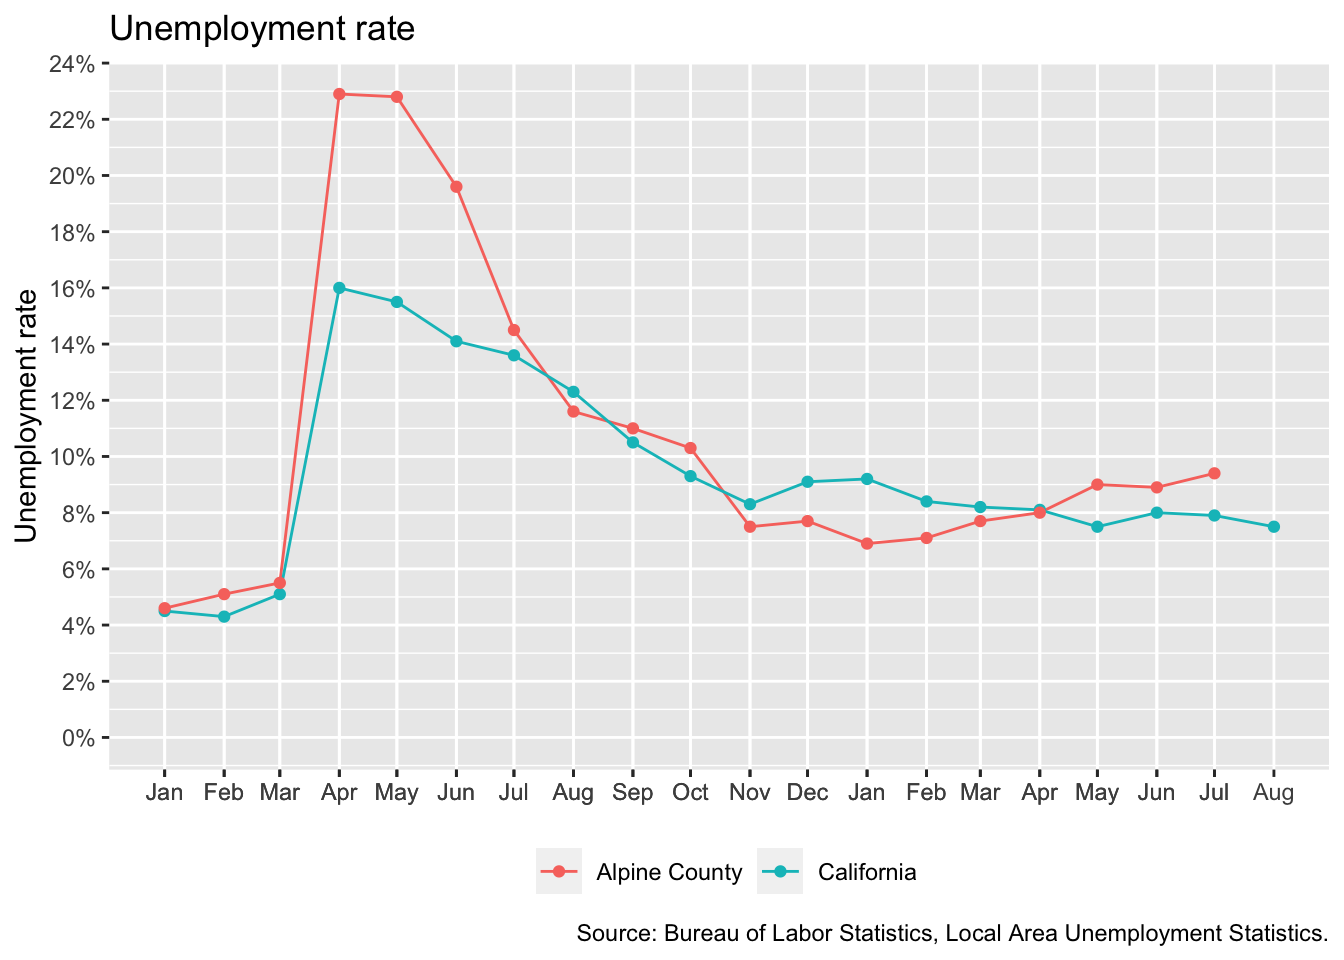 Unemployment rate
24%
22%
20%
18%
16%
14%
12%
10%
8%
6%
4%
2%
0%
Unemployment rate
Jan Feb Mar Apr May Jun Jul Aug Sep Oct Nov Dec Jan Feb Mar Apr May Jun Jul Aug
Alpine County California
Source: Bureau of Labor Statistics, Local Area Unemployment Statistics.